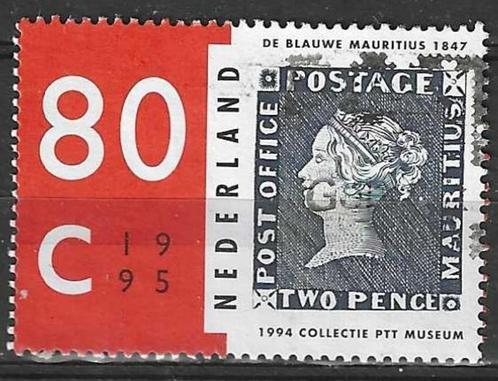 80
C
19
95
NEDERLAND
DE BLAUWE MAURITIUS 1847
POST OFFICE
POSTAGE
MAURITIUS
TWO PENCE
1994 COLLECTIE PTT MUSEUM